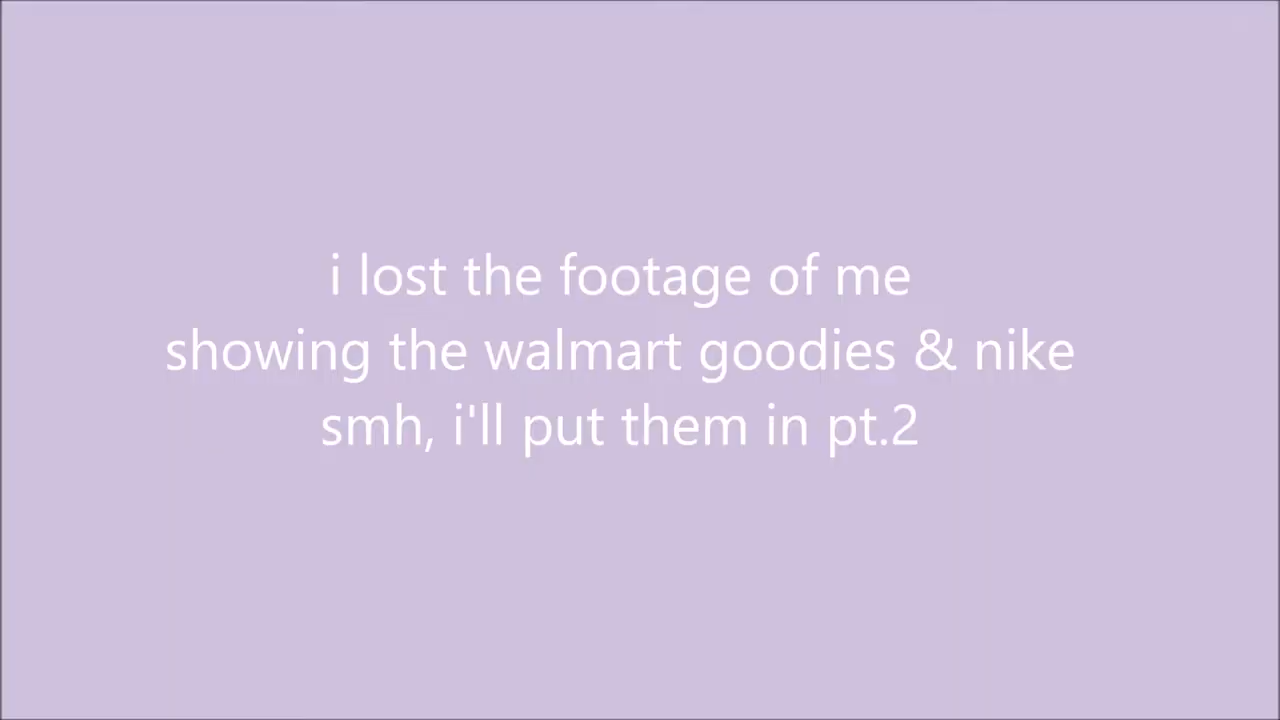 i lost the footage of me
showing the walmart goodies & nike
smh, i'll put them in pt.2